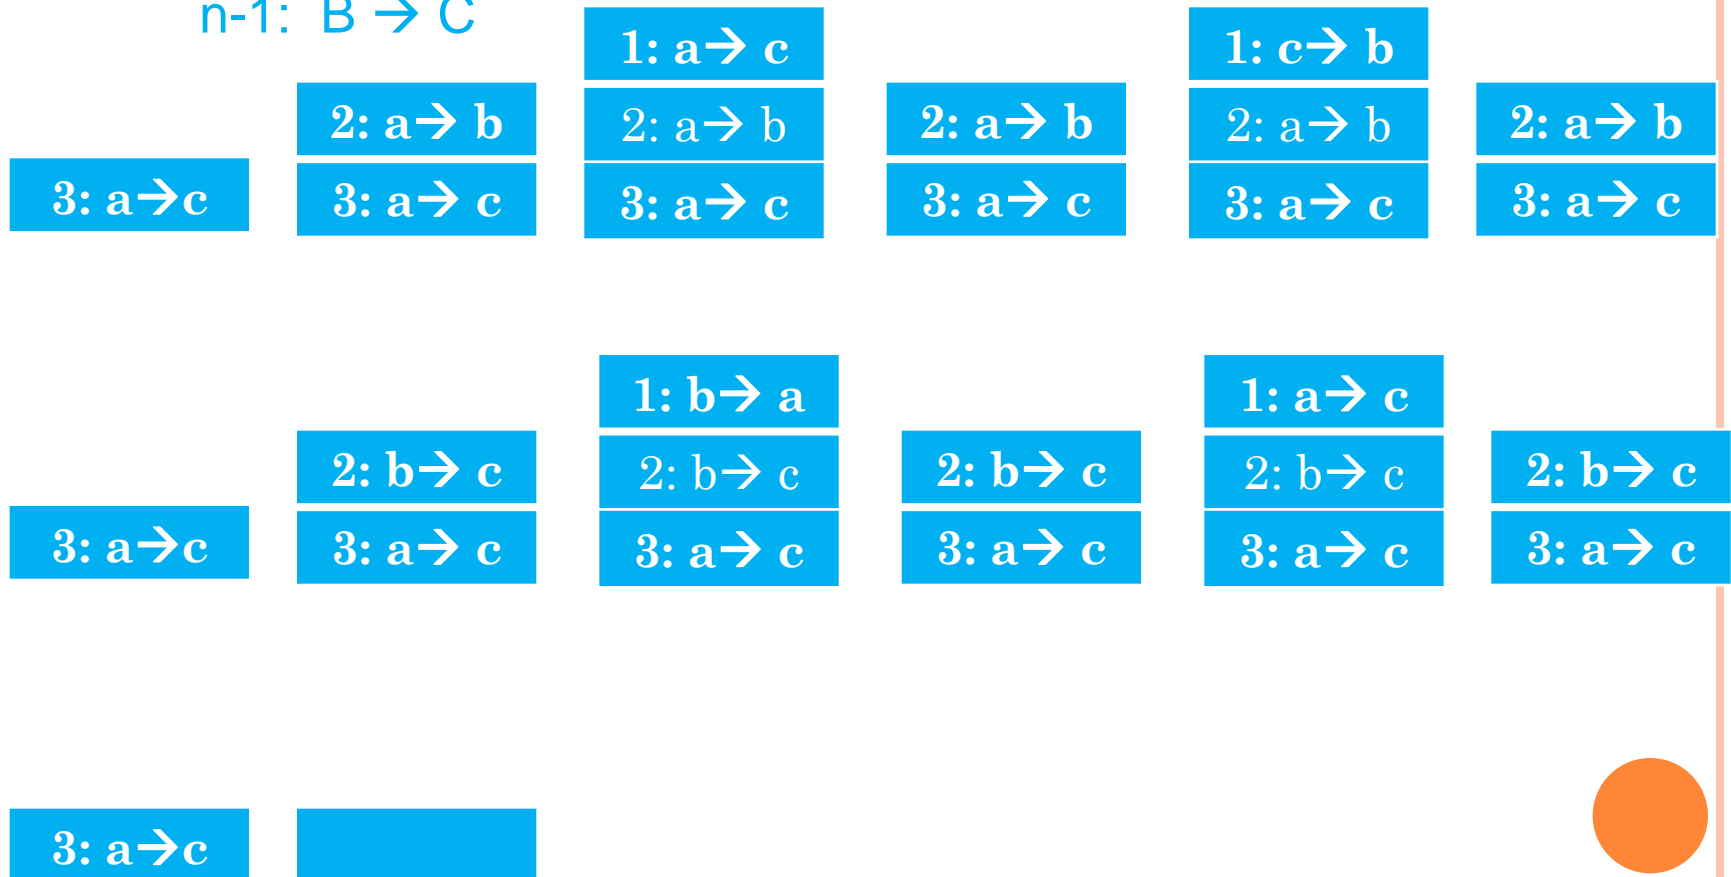 n-1: B → C
1: a→ c
1: c→ b
2: a→ b
2: a→ b
2: a→ b
2: a→ b
2: a→ b
3: a→c
3: a→ c
3: a→ c
3: a→ c
3: a→ c
3: a→ c
1: b→ a
1: a→ c
2: b→ c
2: b→ c
2: b→ c
2: b→ c
2: b→ c
3: a→c
3: a→ c
3: a→ c
3: a→ c
3: a→ c
3: a→ c
3: a→c